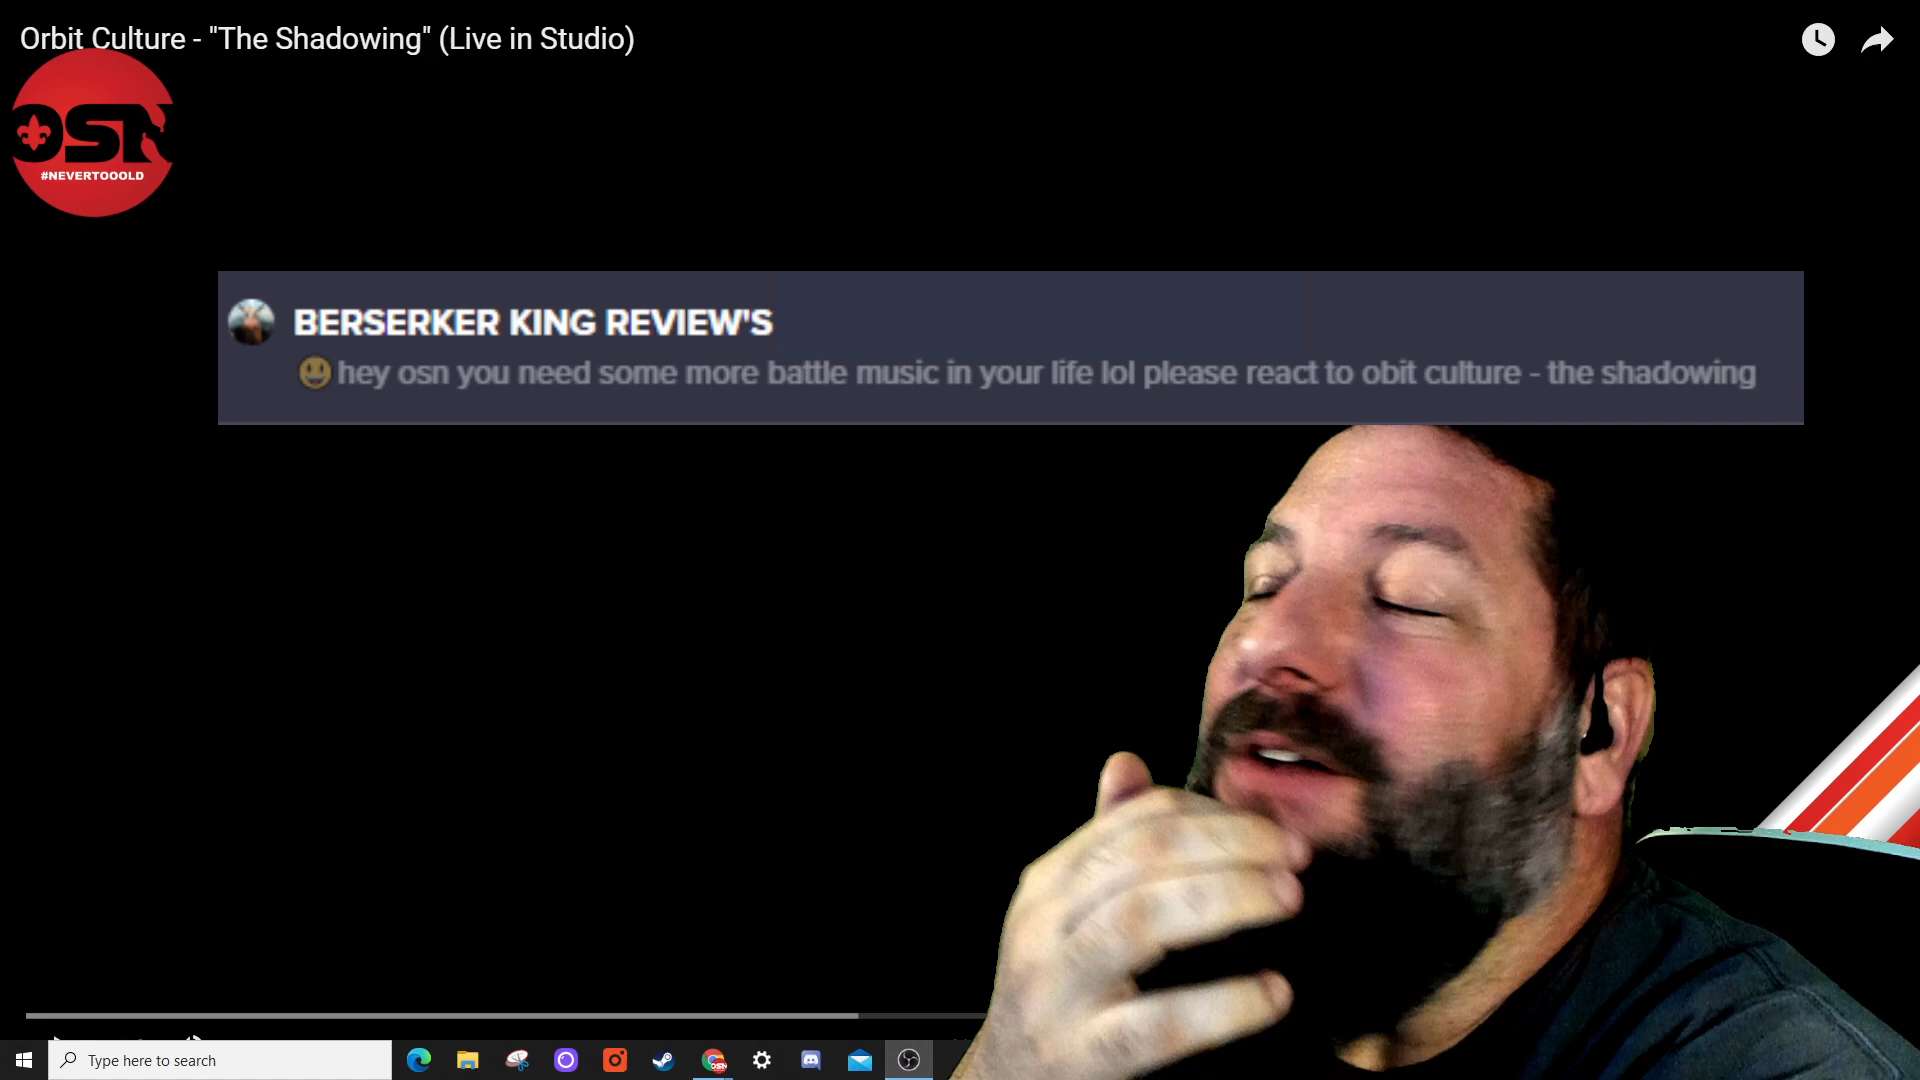 Orbit Culture - "The Shadowing" (Live in Studio)
OSN
#NEVERTOOOLD
BERSERKER KING REVIEW'S
😃 hey osn you need some more battle music in your life lol please react to obit culture - the shadowing
Type here to search
OSN